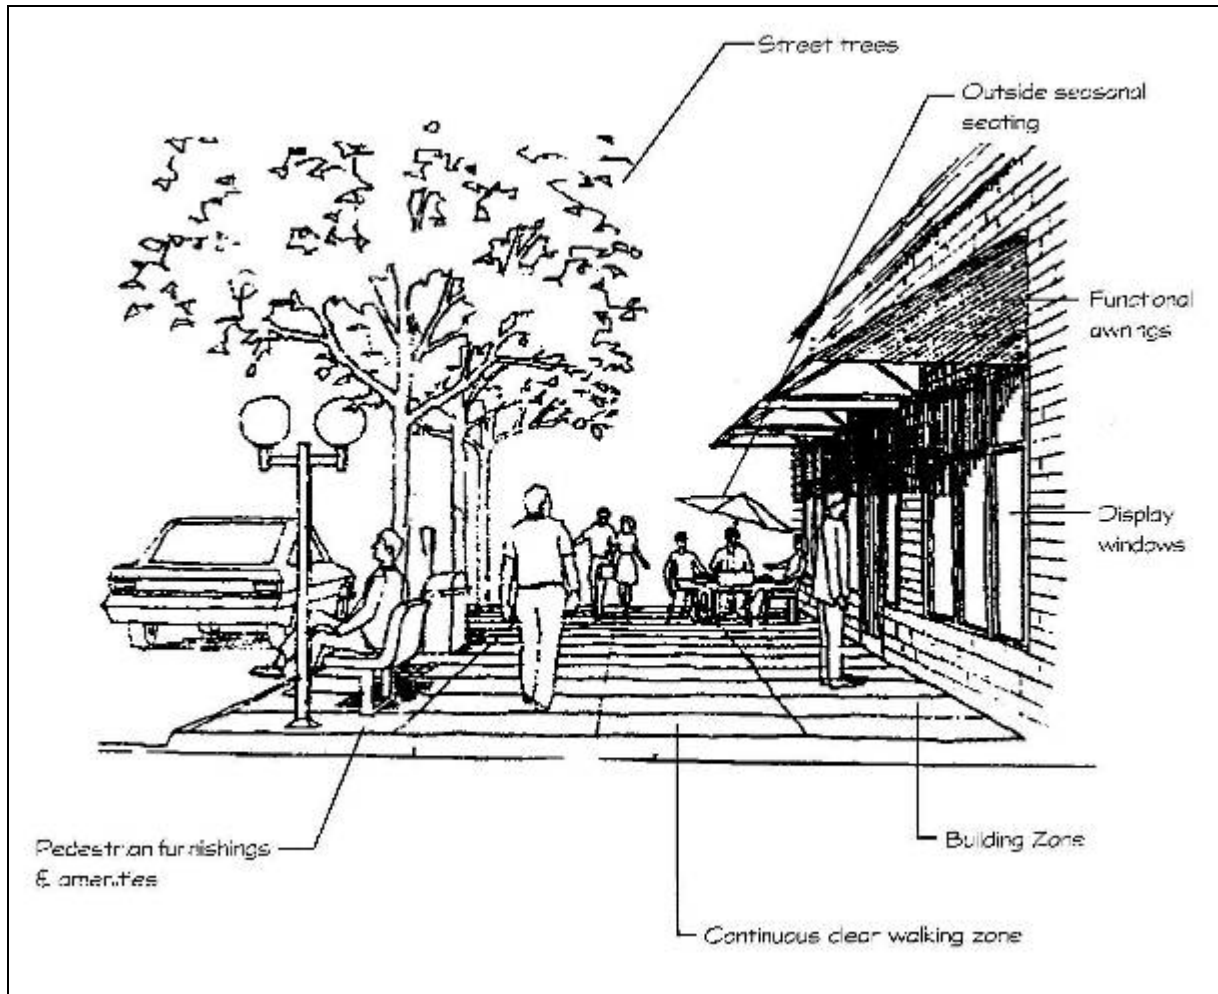 Street trees
Outside seasonal
seating
Functional
awnings
Display
windows
Building Zone
Pedestrian furnishings
& amenities
Continuous clear walking zone